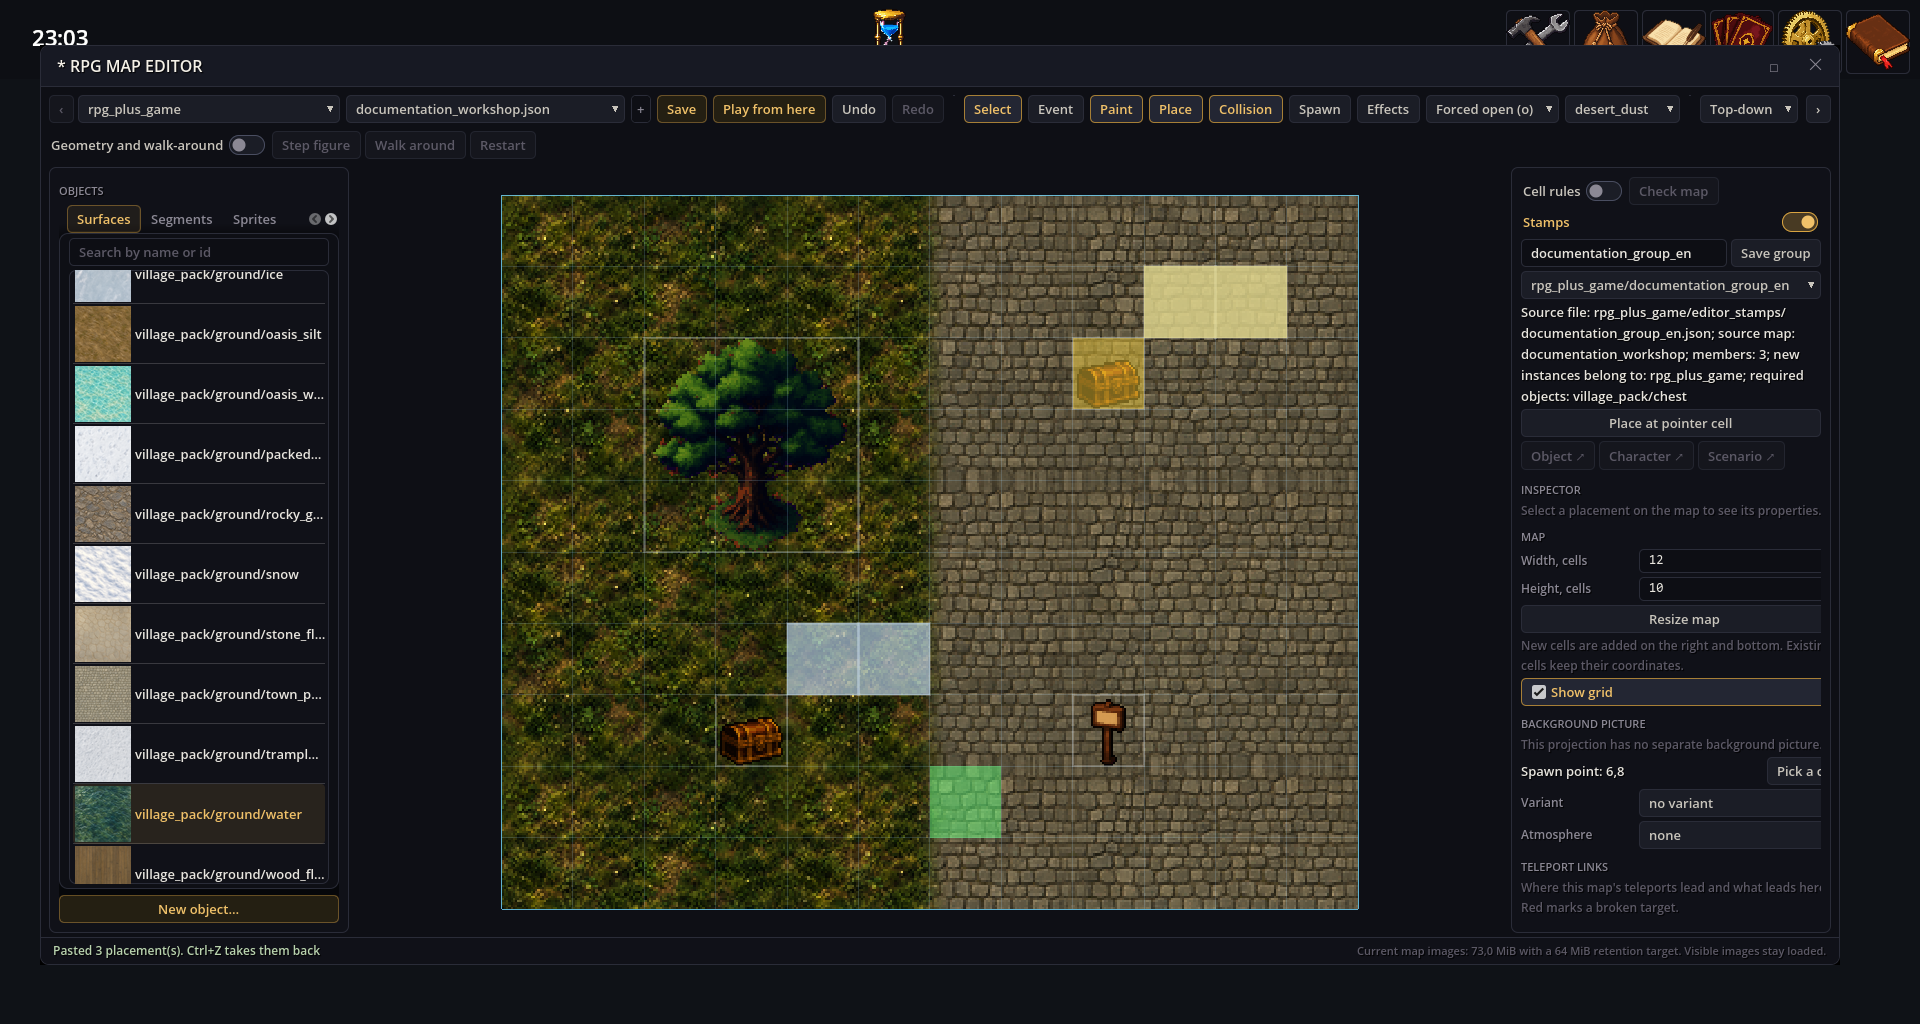 23:03
* RPG MAP EDITOR
rpg_plus_game
documentation_workshop.json
+
Save
Play from here
Undo
Redo
Select
Event
Paint
Place
Collision
Spawn
Effects
Forced open (o)
desert_dust
Top-down
Geometry and walk-around
Step figure
Walk around
Restart
OBJECTS
Surfaces
Segments
Sprites
Search by name or id
village_pack/ground/ice
village_pack/ground/oasis_silt
village_pack/ground/oasis_w...
village_pack/ground/packed...
village_pack/ground/rocky_g...
village_pack/ground/snow
village_pack/ground/stone_fl...
village_pack/ground/town_p...
village_pack/ground/trampl...
village_pack/ground/water
village_pack/ground/wood_fl...
New object...
Cell rules
Check map
Stamps
documentation_group_en
Save group
rpg_plus_game/documentation_group_en
Source file: rpg_plus_game/editor_stamps/
documentation_group_en.json; source map:
documentation_workshop; members: 3; new
instances belong to: rpg_plus_game; required
objects: village_pack/chest
Place at pointer cell
Object ↗
Character ↗
Scenario ↗
INSPECTOR
Select a placement on the map to see its properties.
MAP
Width, cells
12
Height, cells
10
Resize map
New cells are added on the right and bottom. Existin
cells keep their coordinates.
Show grid
BACKGROUND PICTURE
This projection has no separate background picture.
Spawn point: 6,8
Pick a c
Variant
no variant
Atmosphere
none
TELEPORT LINKS
Where this map's teleports lead and what leads here
Red marks a broken target.
Pasted 3 placement(s). Ctrl+Z takes them back
Current map images: 73,0 MiB with a 64 MiB retention target. Visible images stay loaded.